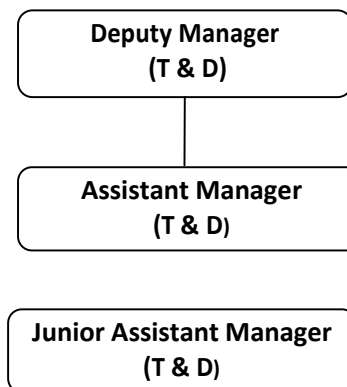 Deputy Manager
(T & D)
Assistant Manager
(T & D)
Junior Assistant Manager
(T & D)